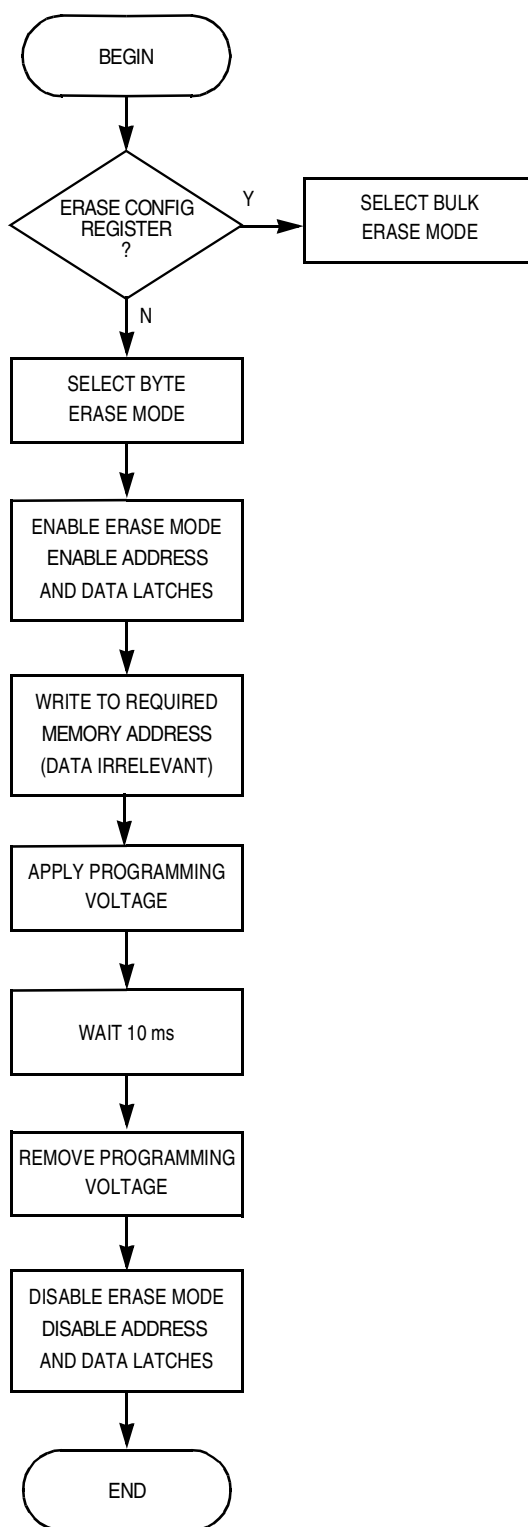 BEGIN
ERASE CONFIG
REGISTER
?
Y
SELECT BULK
ERASE MODE
N
SELECT BYTE
ERASE MODE
ENABLE ERASE MODE
ENABLE ADDRESS
AND DATA LATCHES
WRITE TO REQUIRED
MEMORY ADDRESS
(DATA IRRELEVANT)
APPLY PROGRAMMING
VOLTAGE
WAIT 10 ms
REMOVE PROGRAMMING
VOLTAGE
DISABLE ERASE MODE
DISABLE ADDRESS
AND DATA LATCHES
END